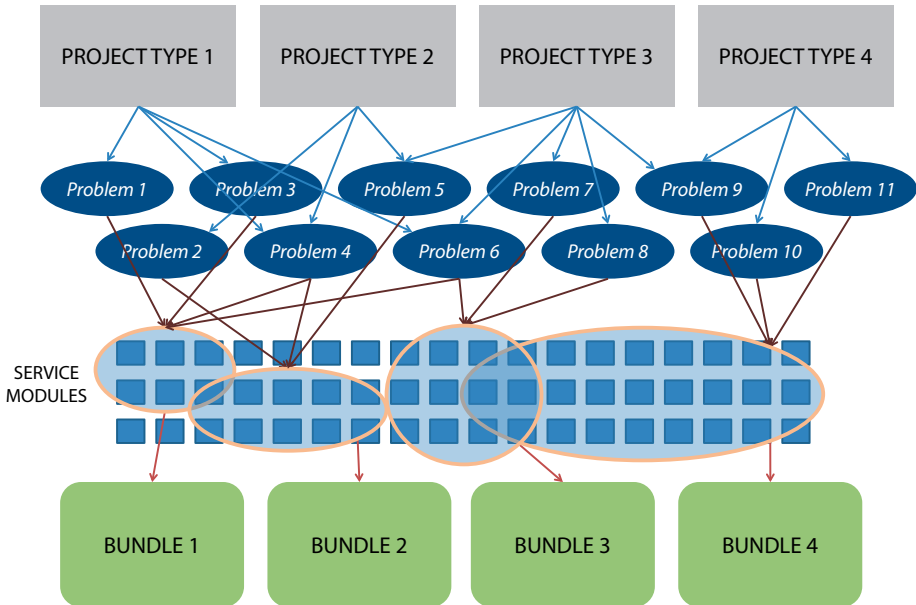 PROJECT TYPE 1
PROJECT TYPE 2
PROJECT TYPE 3
PROJECT TYPE 4
Problem 1
Problem 3
Problem 5
Problem 7
Problem 9
Problem 11
Problem 2
Problem 4
Problem 6
Problem 8
Problem 10
SERVICE
MODULES
BUNDLE 1
BUNDLE 2
BUNDLE 3
BUNDLE 4